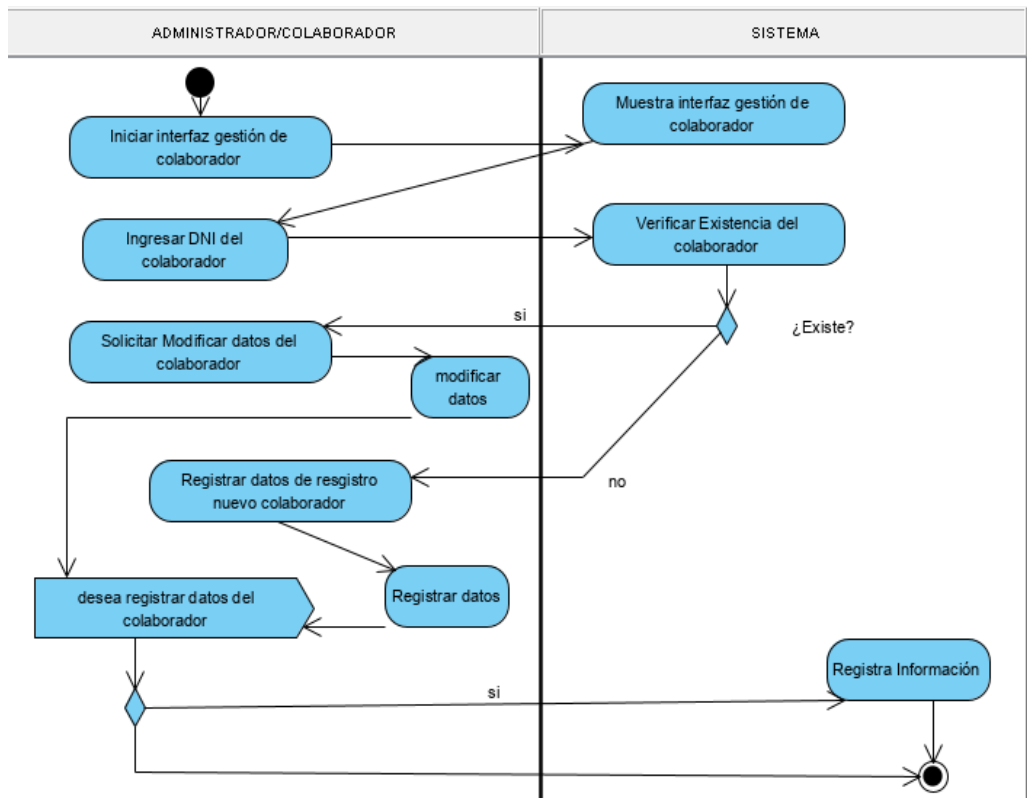 ADMINISTRADOR/COLABORADOR
SISTEMA
Iniciar interfaz gestión de
colaborador
Muestra interfaz gestión de
colaborador
Ingresar DNI del
colaborador
Verificar Existencia del
colaborador
si
¿Existe?
Solicitar Modificar datos del
colaborador
modificar
datos
Registrar datos de resgistro
nuevo colaborador
no
desea registrar datos del
colaborador
Registrar datos
Registra Información
si